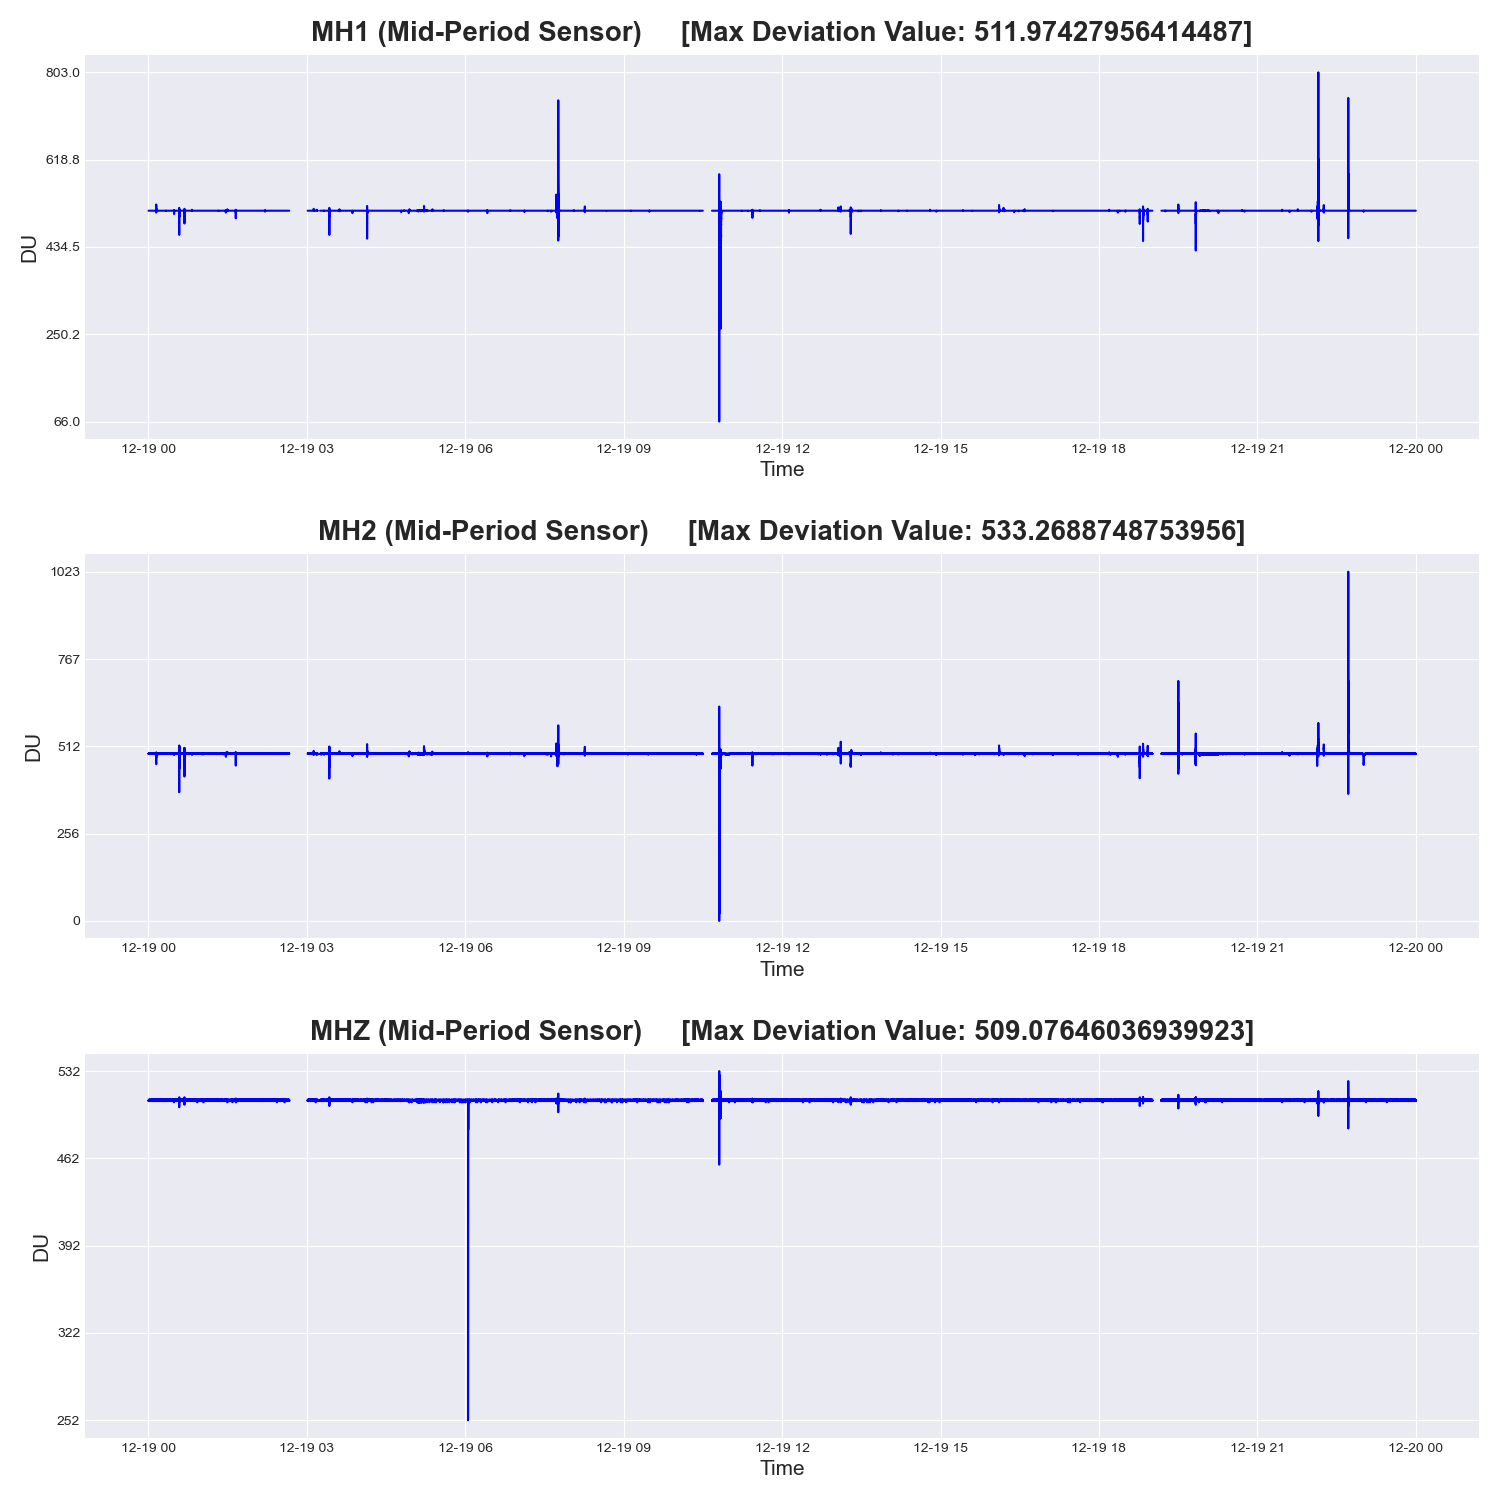 MH1 (Mid-Period Sensor) [Max Deviation Value: 511.97427956414487]
803.0
618.8
434.5
250.2
66.0
DU
12-19 00 12-19 03 12-19 06 12-19 09 12-19 12 12-19 15 12-19 18 12-19 21 12-20 00
Time
MH2 (Mid-Period Sensor) [Max Deviation Value: 533.2688748753956]
1023
767
512
256
0
DU
12-19 00 12-19 03 12-19 06 12-19 09 12-19 12 12-19 15 12-19 18 12-19 21 12-20 00
Time
MHZ (Mid-Period Sensor) [Max Deviation Value: 509.07646036939923]
532
462
392
322
252
DU
12-19 00 12-19 03 12-19 06 12-19 09 12-19 12 12-19 15 12-19 18 12-19 21 12-20 00
Time